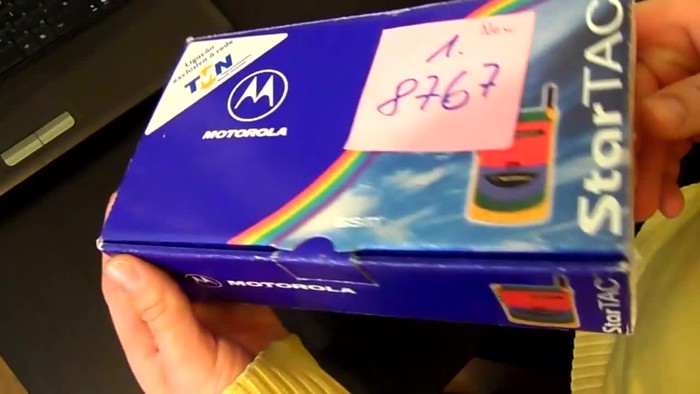 Ligação
exclusiva à rede
TMN
MOTOROLA
New
1.
8767
StarTAC
MOTOROLA
StarTAC